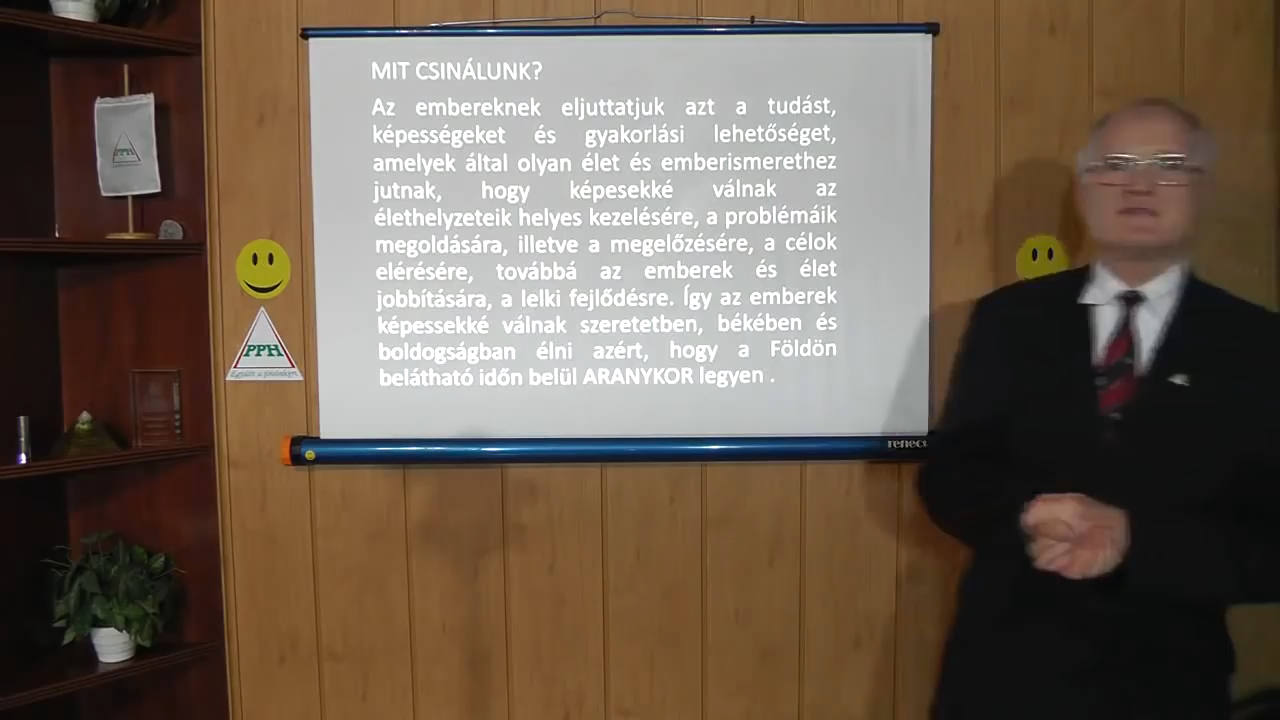 MIT CSINÁLUNK?
Az embereknek eljuttatjuk azt a tudást,
képességeket és gyakorlási lehetőséget,
amelyek által olyan élet és emberismerethez
jutnak, hogy képesekké válnak az
élethelyzeteik helyes kezelésére, a problémáik
megoldására, illetve a megelőzésére, a célok
elérésére, továbbá az emberek és élet
jobbítására, a lelki fejlődésre. Így az emberek
képessekké válnak szeretetben, békében és
boldogságban élni azért, hogy a Földön
belátható időn belül ARANYKOR legyen .
PPH
PPH